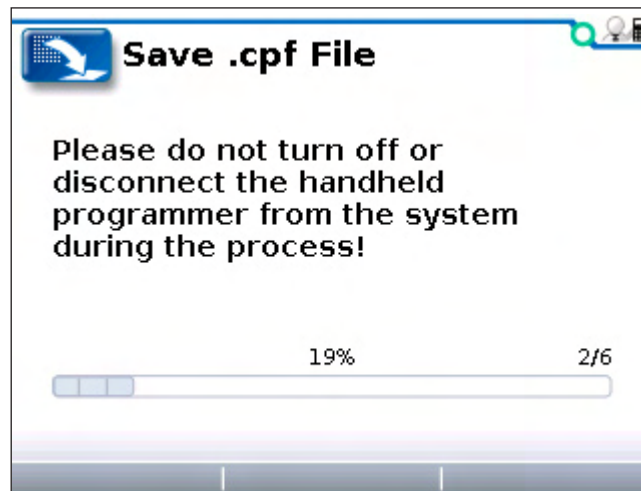 Save .cpf File
Please do not turn off or
disconnect the handheld
programmer from the system
during the process!
19% 2/6